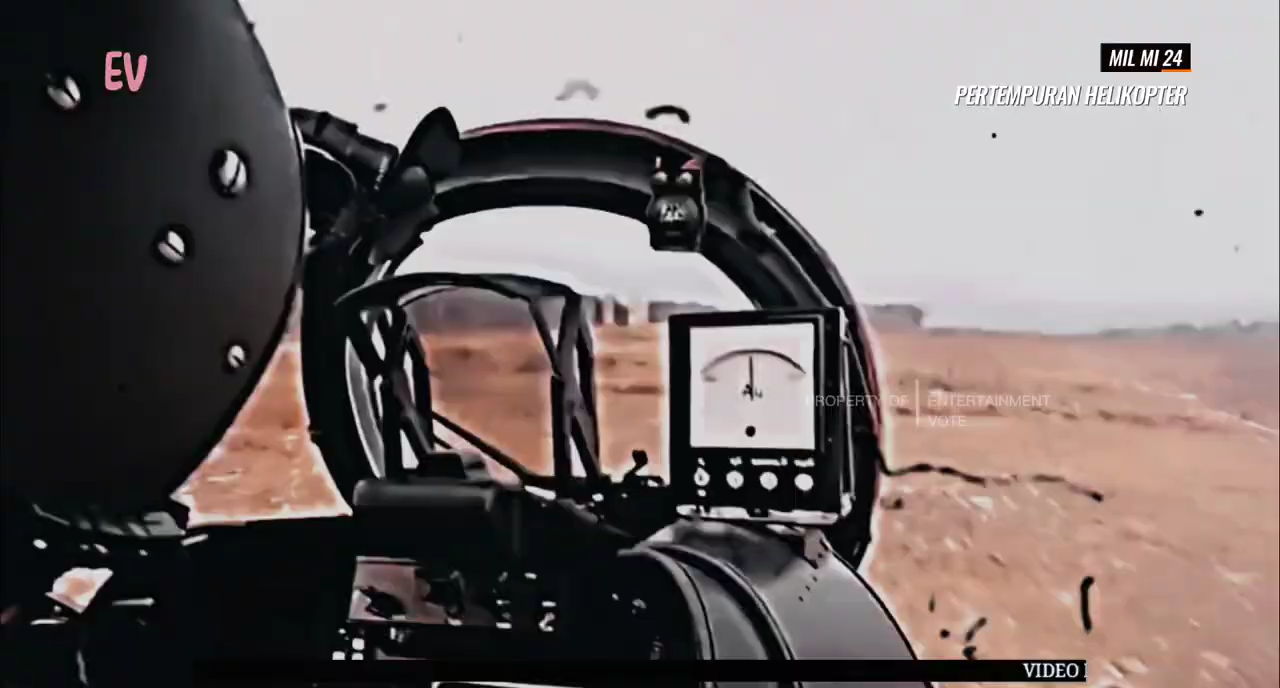 EV
MIL MI 24
PERTEMPURAN HELIKOPTER
PROPERTY OF
ENTERTAINMENT
VOTE
VIDEO